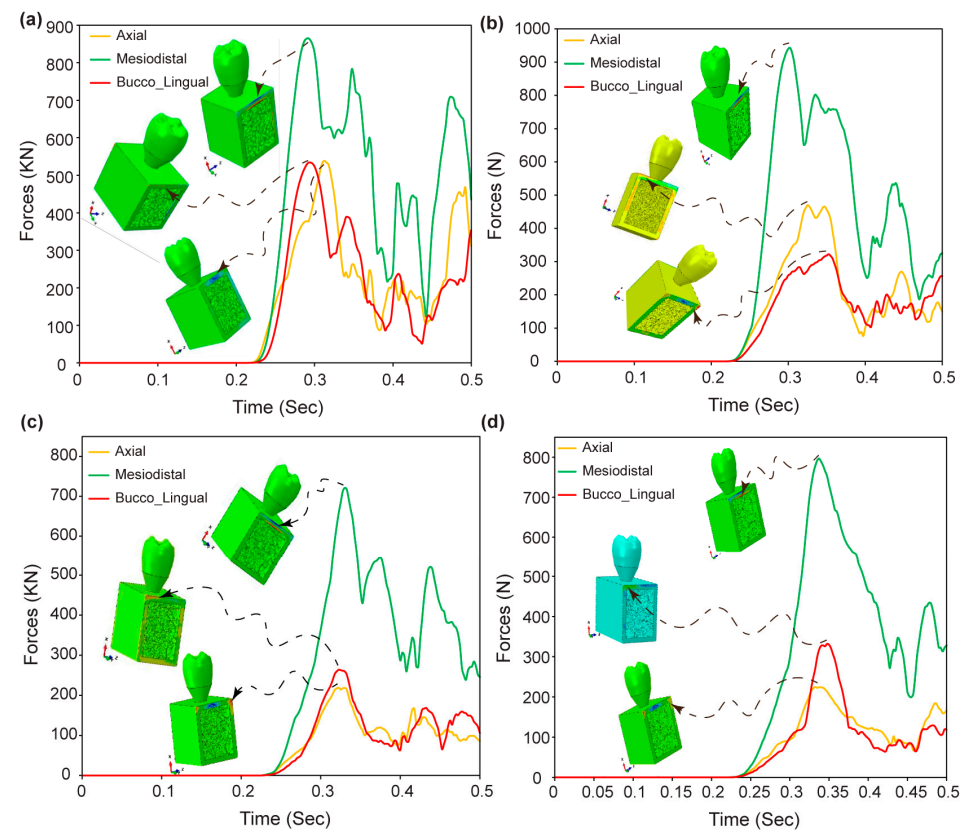 (a)
Axial
Mesiodistal
Bucco_Lingual
Forces (KN)
900
800
700
600
500
400
300
200
100
0
0 0.1 0.2 0.3 0.4 0.5
Time (Sec)
(b)
Axial
Mesiodistal
Bucco_Lingual
Forces (N)
1000
900
800
700
600
500
400
300
200
100
0
0 0.1 0.2 0.3 0.4 0.5
Time (Sec)
(c)
Axial
Mesiodistal
Bucco_Lingual
Forces (KN)
800
700
600
500
400
300
200
100
0
0 0.1 0.2 0.3 0.4 0.5
Time (Sec)
(d)
Axial
Mesiodistal
Bucco_Lingual
Forces (N)
800
700
600
500
400
300
200
100
0
0 0.05 0.1 0.15 0.2 0.25 0.3 0.35 0.4 0.45 0.5
Time (Sec)